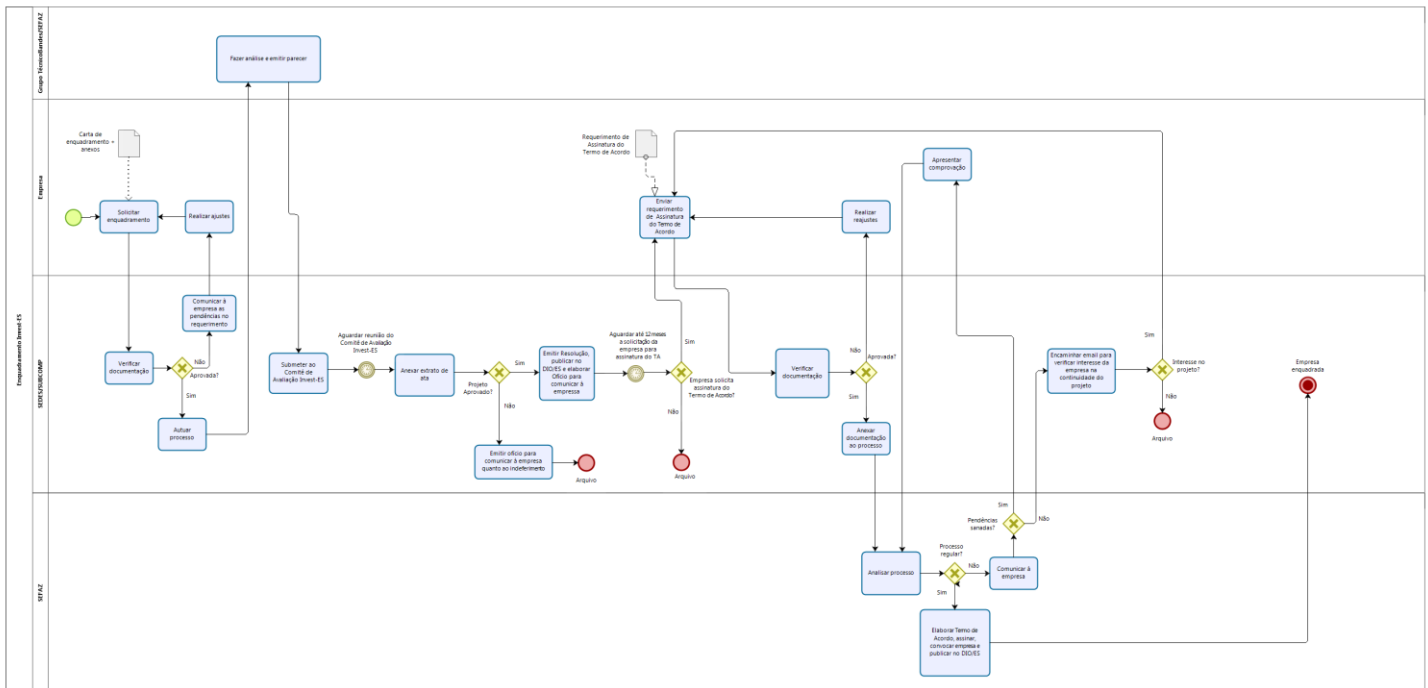 Enquadramento Invest-ES
Grupo Técnico Bandes/SEFAZ
Fazer análise e emitir parecer
Empresa
Carta de
enquadramento +
anexos
Solicitar
enquadramento
Realizar ajustes
Requerimento de
Assinatura do
Termo de Acordo
Enviar
requerimento
de Assinatura
do Termo de
Acordo
Realizar
reajustes
Apresentar
comprovação
SEDES/SUBCOMP
Comunicar à
empresa as
pendências no
requerimento
Verificar
documentação
Não
Aprovada?
Sim
Autuar
processo
Submeter ao
Comitê de
Avaliação Invest-ES
Aguardar reunião do
Comitê de Avaliação
Invest-ES
Anexar extrato de
ata
Projeto
Aprovado?
Sim
Não
Emitir Resolução,
publicar no
DIO/ES e elaborar
Ofício para
comunicar à
empressa
Emitir ofício para
comunicar à empresa
quanto ao indeferimento
Arquivo
Aguardar até 12meses
a solicitação da
empresa para
assinatura do TA
Sim
Empresa solicita
assinatura do
Termo de Acordo?
Não
Arquivo
Verificar
documentação
Não
Aprovada?
Sim
Anexar
documentação
ao processo
Encaminhar email para
verificar interesse da
empresa na
continuidade do
projeto
Sim
Interesse no
projeto?
Não
Arquivo
Empresa
enquadrada
SEFAZ
Analisar processo
Processo
regular?
Não
Sim
Comunicar à
empresa
Pendências
sanadas?
Sim
Não
Elaborar Termo de
Acordo, assinar,
convocar empresa e
publicar no DIO/ES